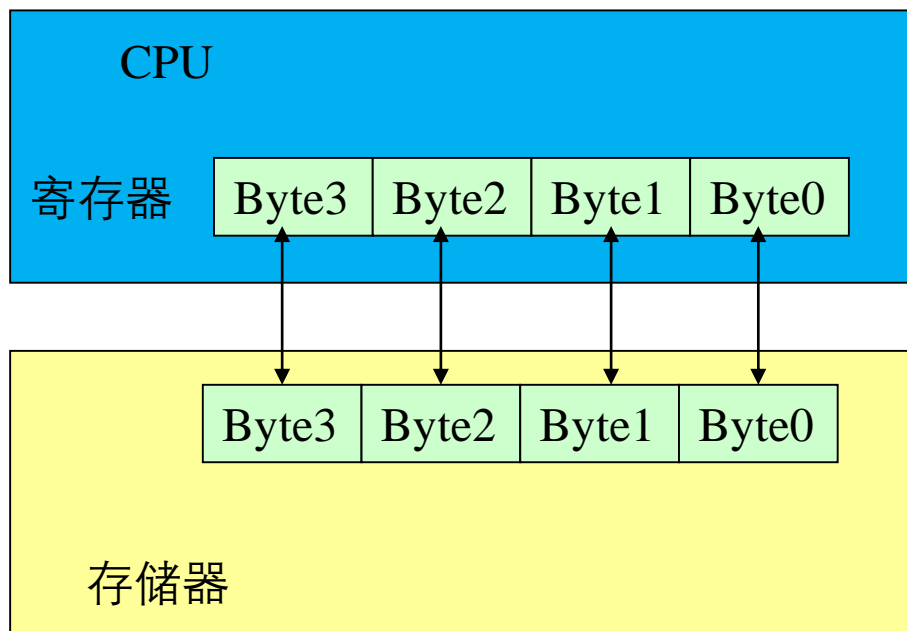 CPU
寄存器 Byte3 Byte2 Byte1 Byte0
Byte3 Byte2 Byte1 Byte0
存储器